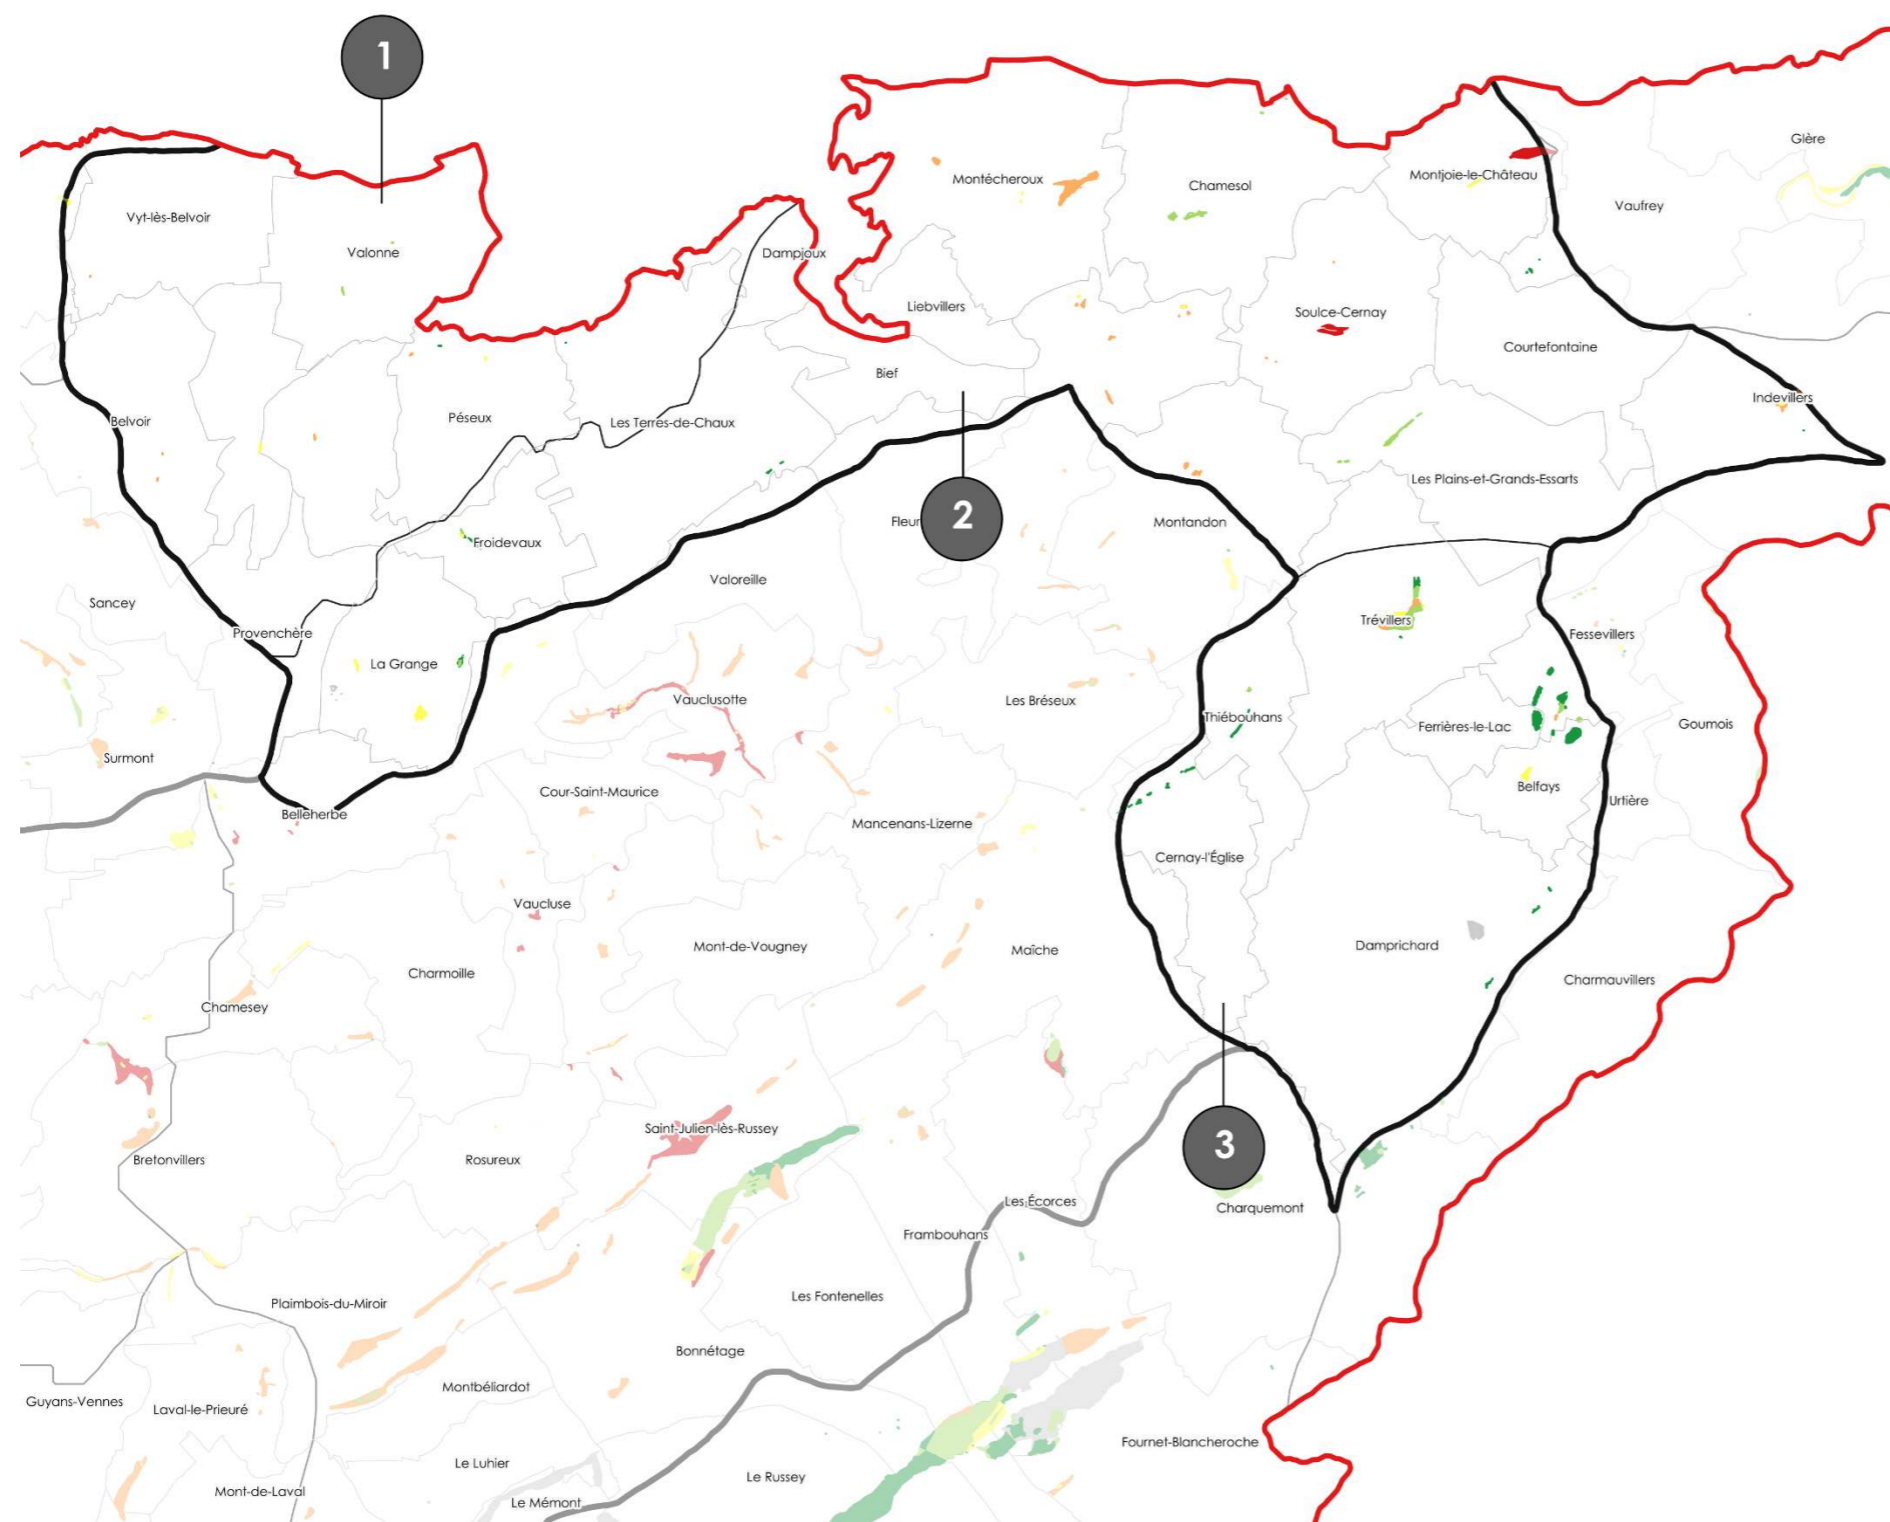 1
Glère
Montécheroux
Montjoie-le-Château
Chamesol
Vaufrey
Vyt-lès-Belvoir
Valonne
Dampjoux
Liebvillers
Soulce-Cernay
Courtefontaine
Bief
Indevillers
Belvoir
Péseux
Les Terres-de-Chaux
Les Plains-et-Grands-Essarts
2
Fleur
Montandon
Froidevaux
Valoreille
Sancey
Trévillers
Provenchère
Fessevillers
La Grange
Vauclusotte
Les Bréseux
Thiébouhans
Ferrières-le-Lac
Goumois
Surmont
Belfays
Cour-Saint-Maurice
Urtière
Belleherbe
Mancenans-Lizerne
Cernay-l'Église
Vaucluse
Mont-de-Vougney
Maîche
Damprichard
Charmoille
Charmauvillers
Chamesey
Saint-Julien-lès-Russey
3
Bretonvillers
Rosureux
Les Écorces
Charquemont
Frambouhans
Les Fontenelles
Plaimbois-du-Miroir
Bonnétage
Montbéliardot
Guyans-Vennes
Laval-le-Prieuré
Fournet-Blancheroche
Le Luhier
Le Russey
Mont-de-Laval
Le Mémont